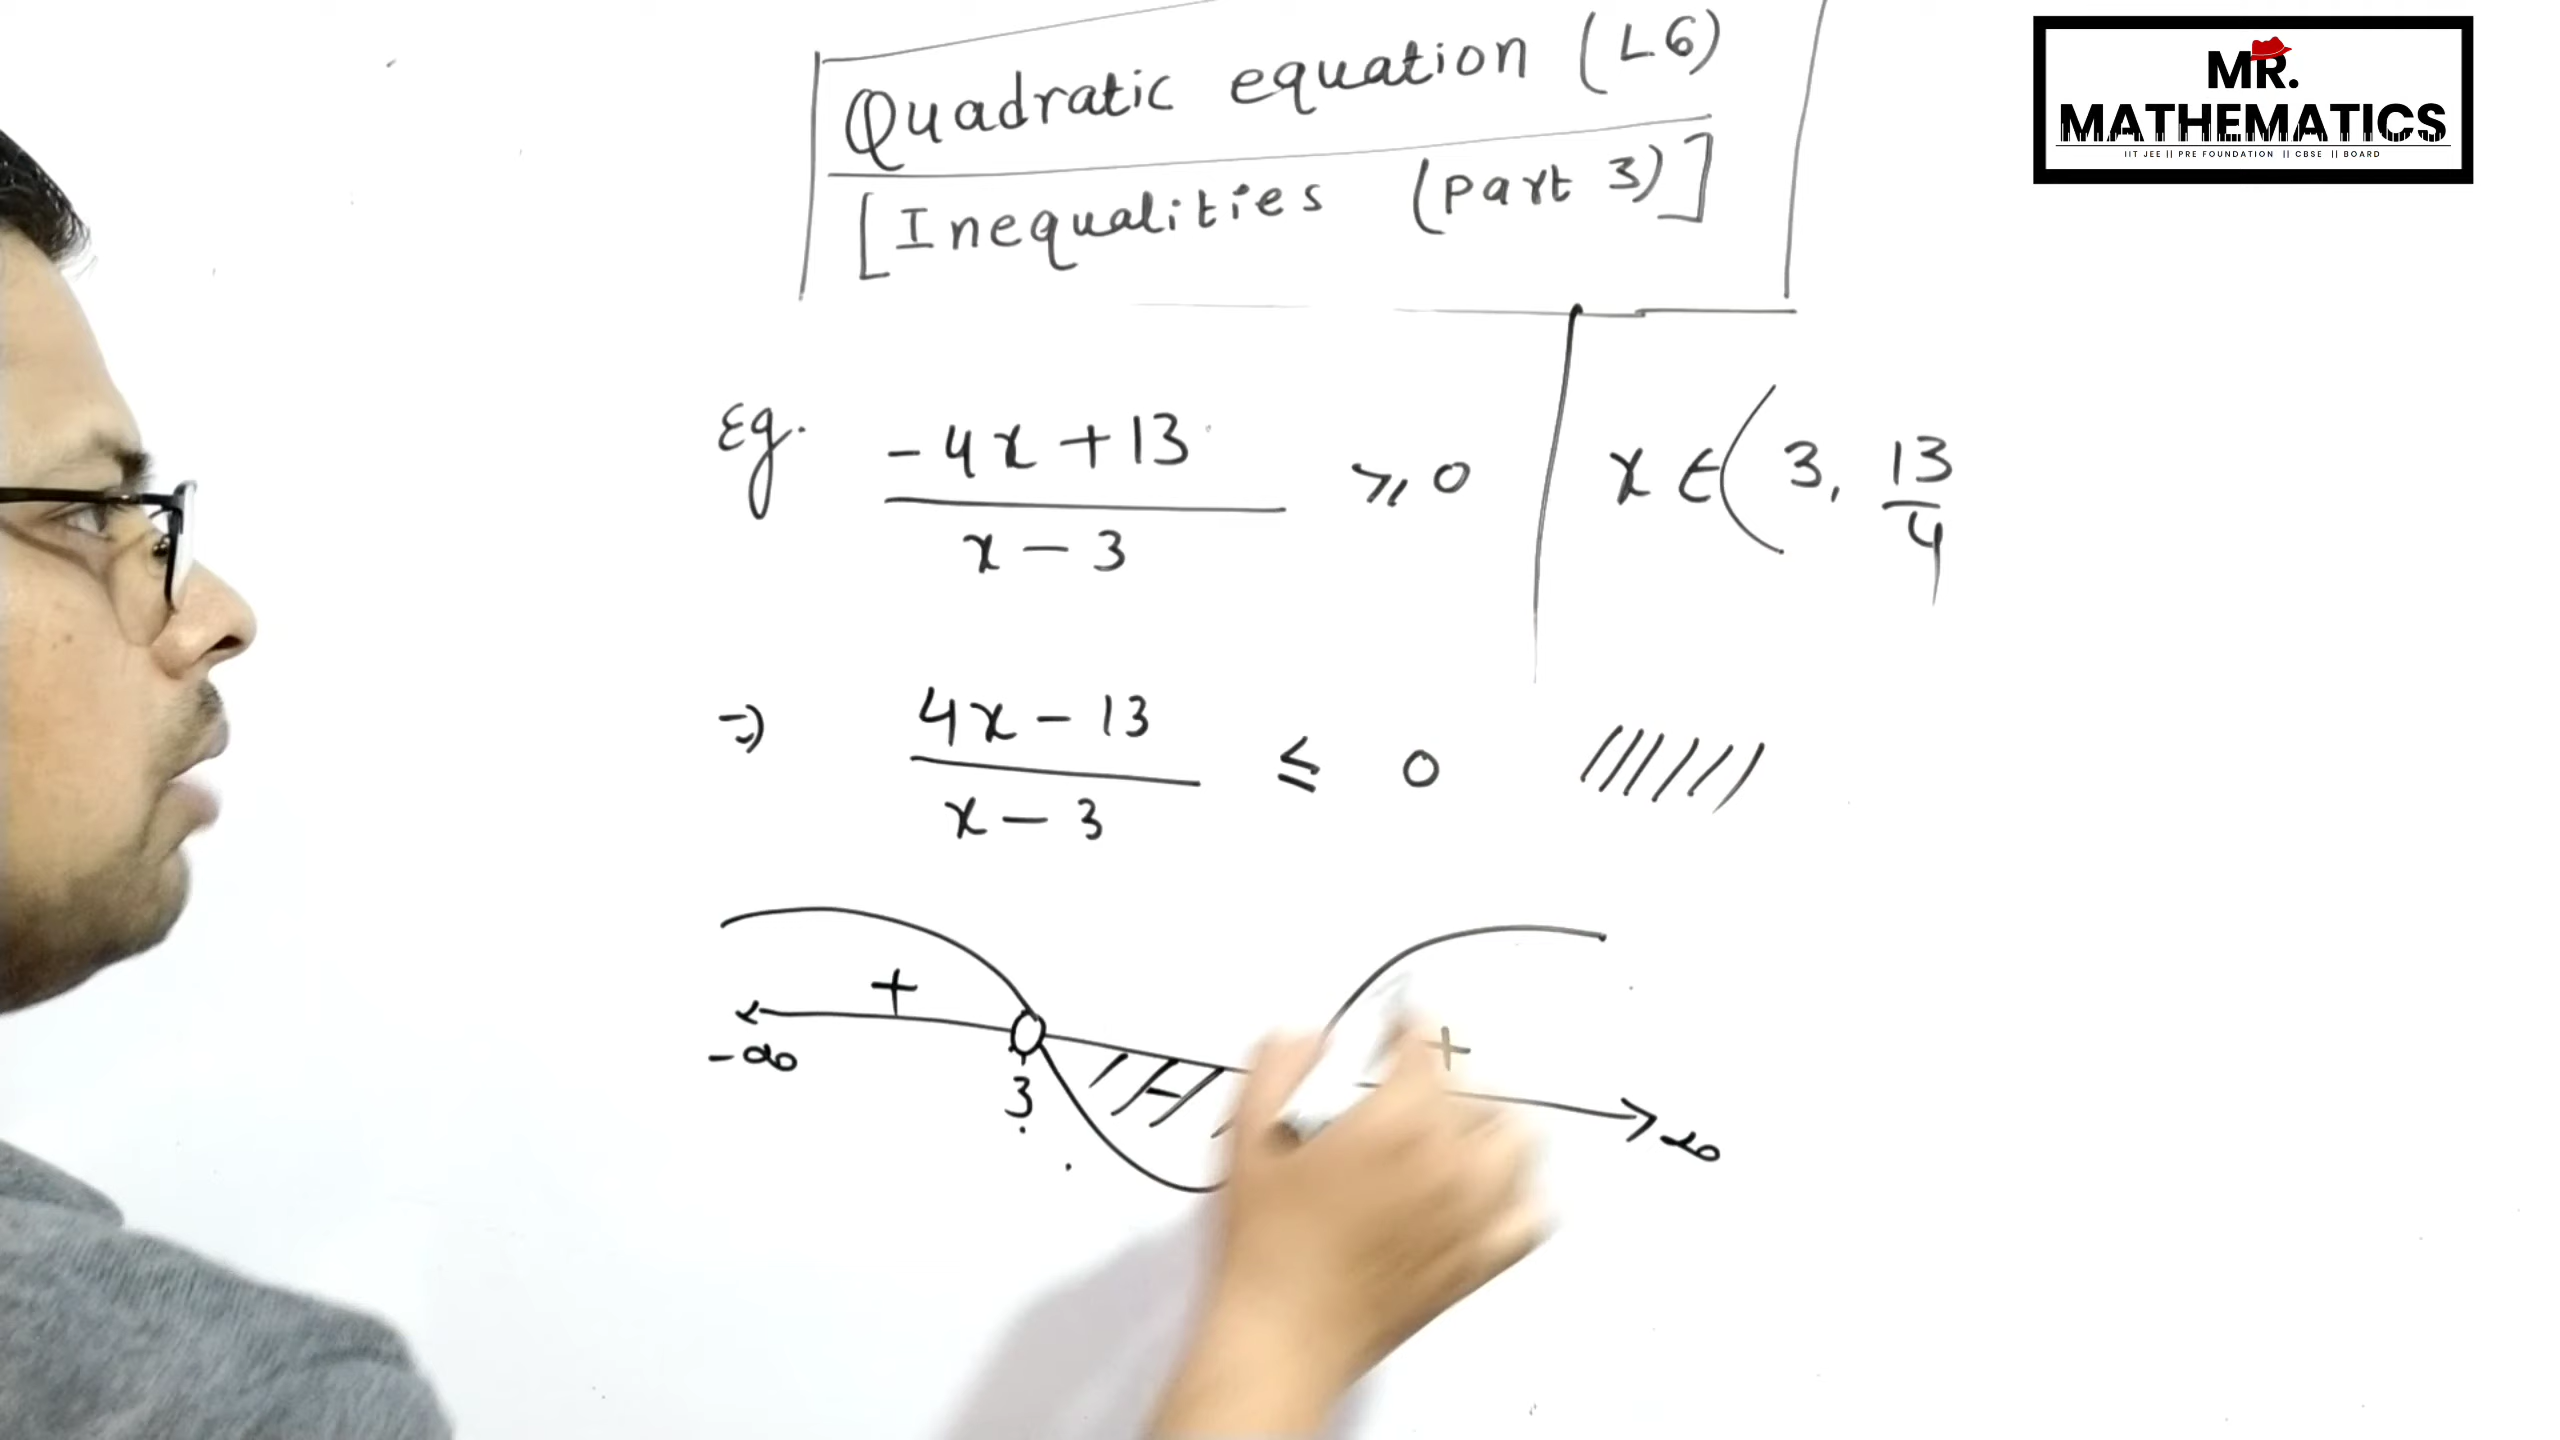 Quadratic equation (L6)
[Inequalities (part 3)]
MR.
MATHEMATICS
IIT JEE || PRE FOUNDATION || CBSE || BOARD
Eg. (-4x + 13)/(x - 3) ⩾ 0
x ∈ ( 3, 13/4
⇒ (4x - 13)/(x - 3) ≤ 0
+ - +
-∞ 3 ∞